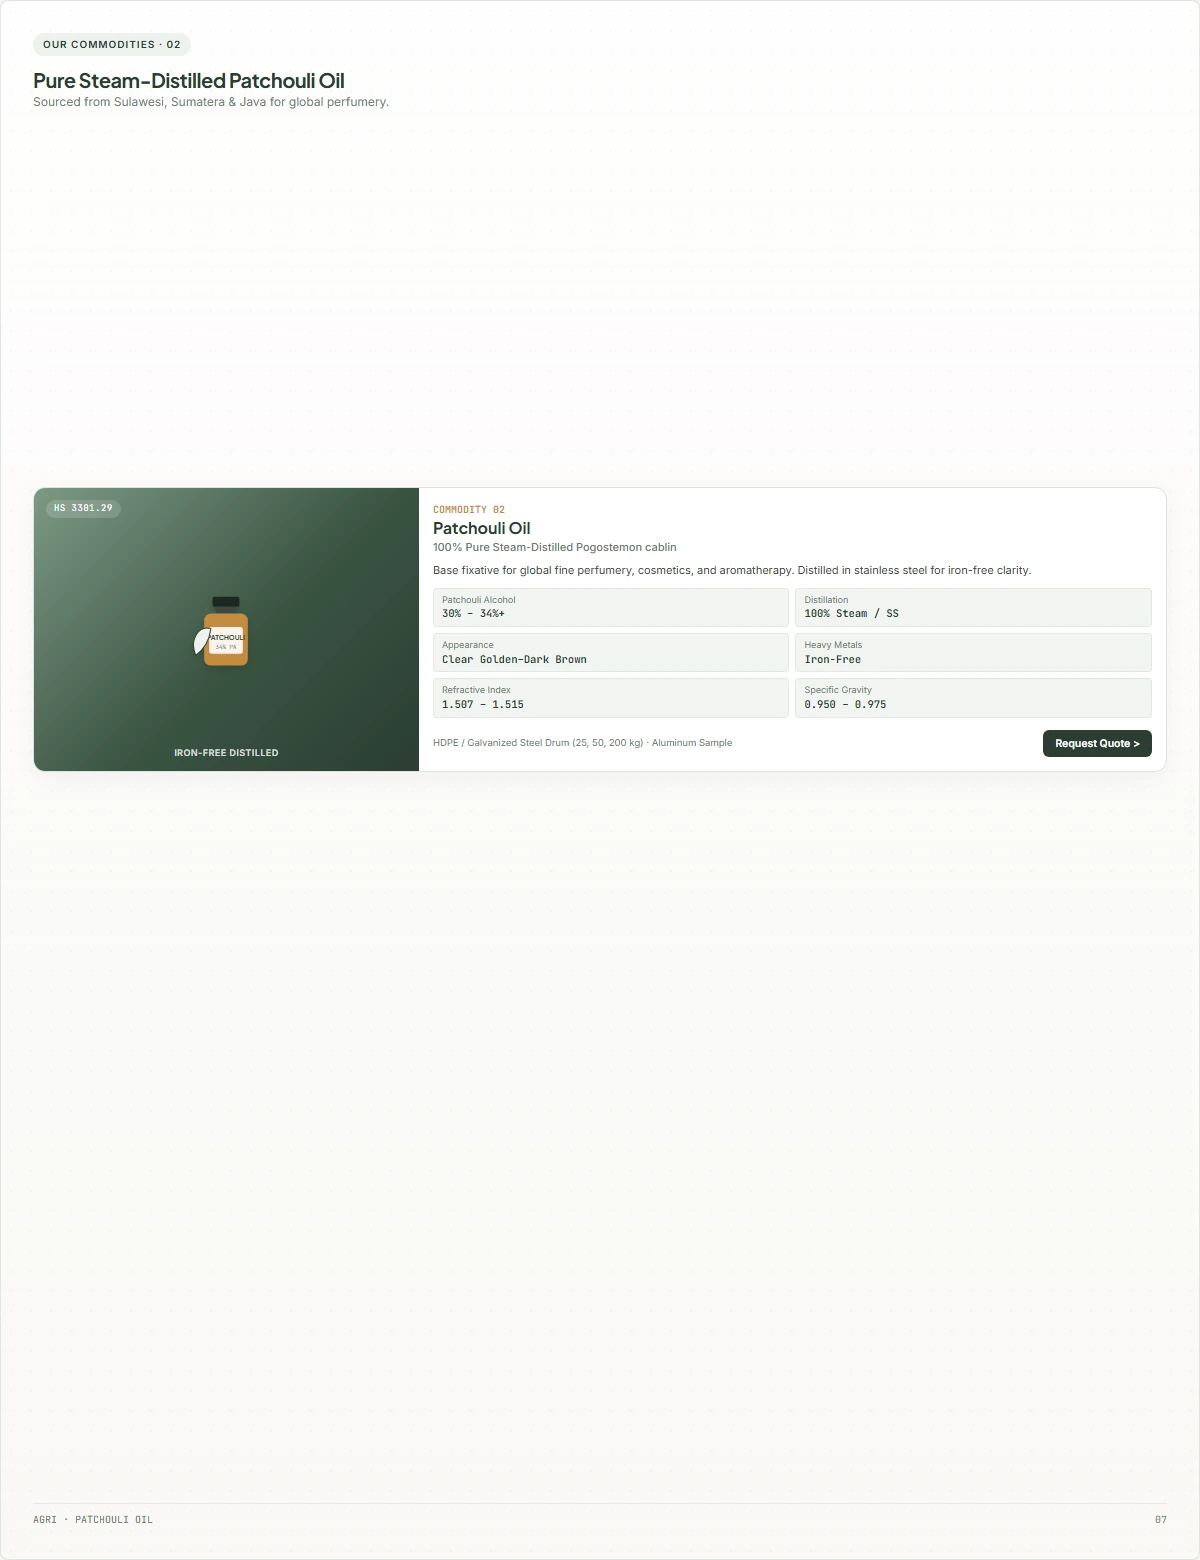 OUR COMMODITIES · 02
Pure Steam-Distilled Patchouli Oil
Sourced from Sulawesi, Sumatera & Java for global perfumery.
HS 3301.29
PATCHOULI
34% PA
IRON-FREE DISTILLED
COMMODITY 02
Patchouli Oil
100% Pure Steam-Distilled Pogostemon cablin
Base fixative for global fine perfumery, cosmetics, and aromatherapy. Distilled in stainless steel for iron-free clarity.
Patchouli Alcohol
30% – 34%+
Distillation
100% Steam / SS
Appearance
Clear Golden-Dark Brown
Heavy Metals
Iron-Free
Refractive Index
1.507 – 1.515
Specific Gravity
0.950 – 0.975
HDPE / Galvanized Steel Drum (25, 50, 200 kg) · Aluminum Sample
Request Quote >
AGRI · PATCHOULI OIL
07